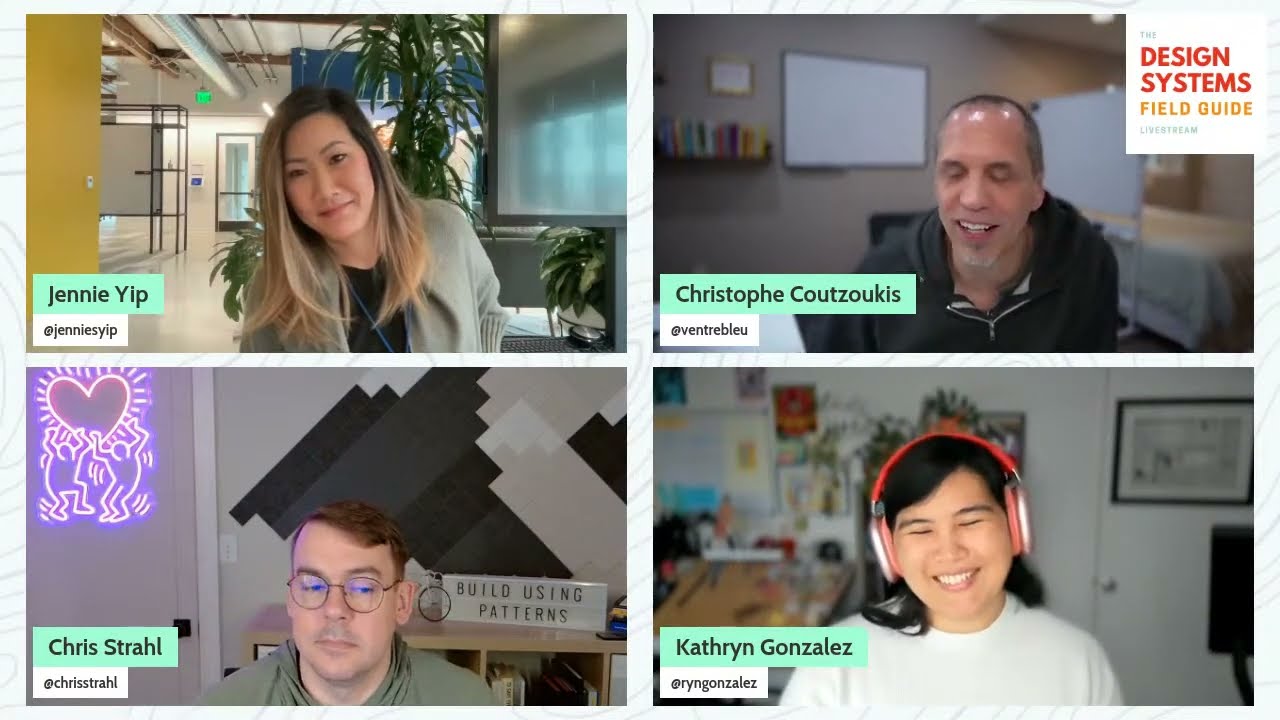 THE
DESIGN
SYSTEMS
FIELD GUIDE
LIVESTREAM
Jennie Yip
@jenniesyip
Christophe Coutzoukis
@ventrebleu
BUILD USING
PATTERNS
Chris Strahl
@chrisstrahl
Kathryn Gonzalez
@ryngonzalez